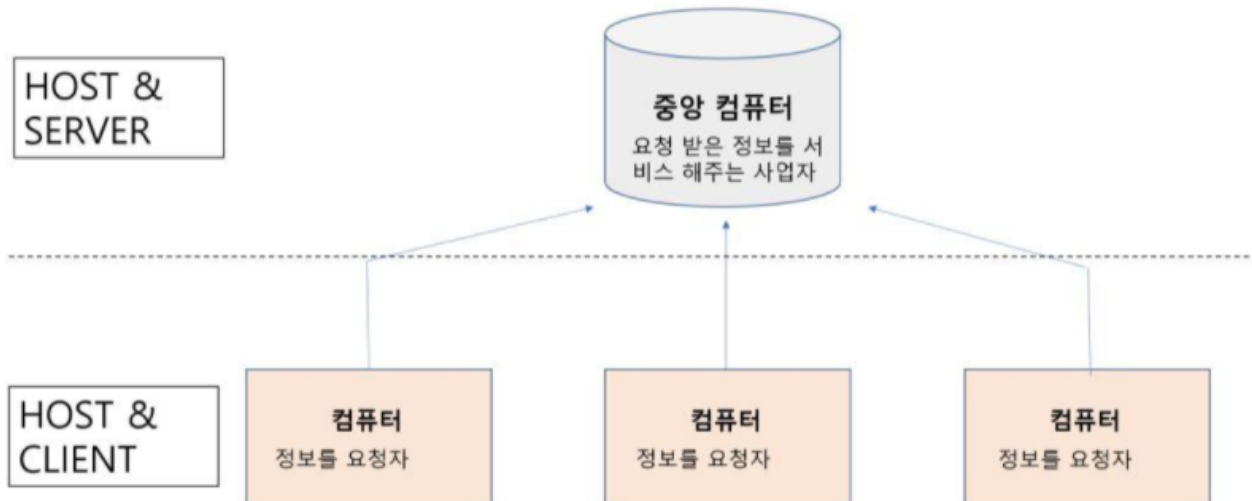 HOST &
SERVER
중앙 컴퓨터
요청 받은 정보를 서
비스 해주는 사업자
HOST &
CLIENT
컴퓨터
정보를 요청자
컴퓨터
정보를 요청자
컴퓨터
정보를 요청자